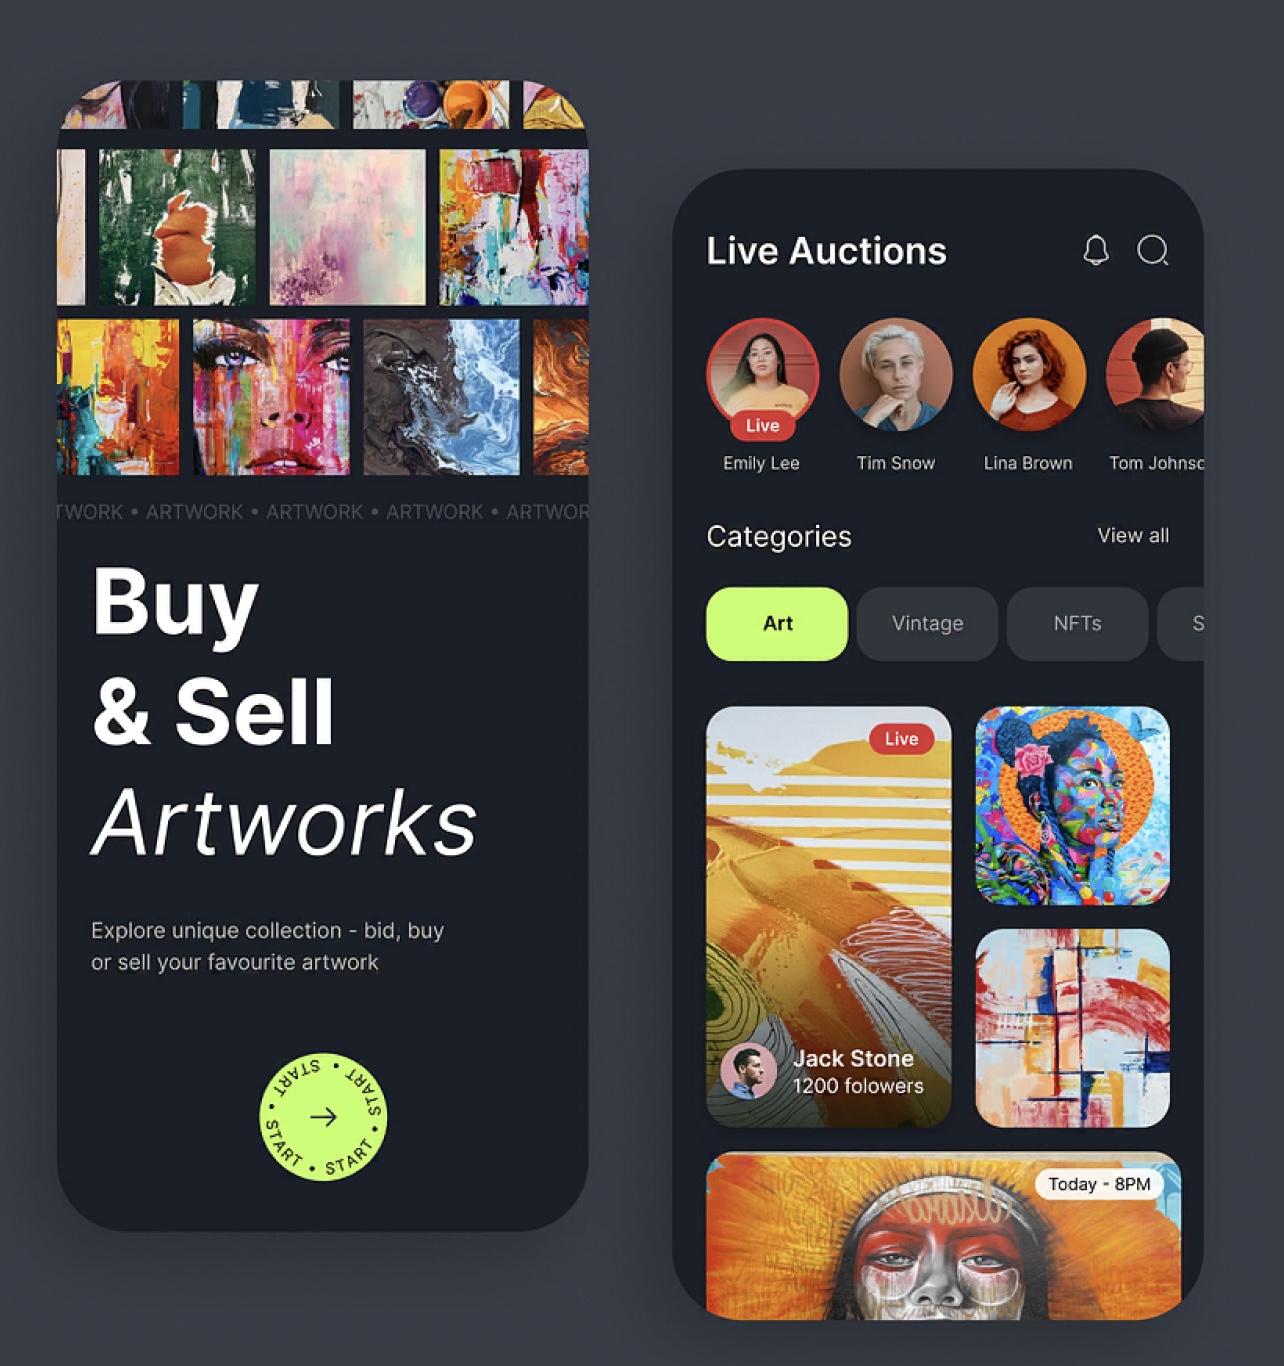 TWORK • ARTWORK • ARTWORK • ARTWORK • ARTWOR
Buy
& Sell
Artworks
Explore unique collection - bid, buy
or sell your favourite artwork
START • START • START • START •
Live Auctions
Live
Emily Lee
Tim Snow
Lina Brown
Tom Johnso
Categories
View all
Art
Vintage
NFTs
S
Live
Jack Stone
1200 folowers
Today - 8PM